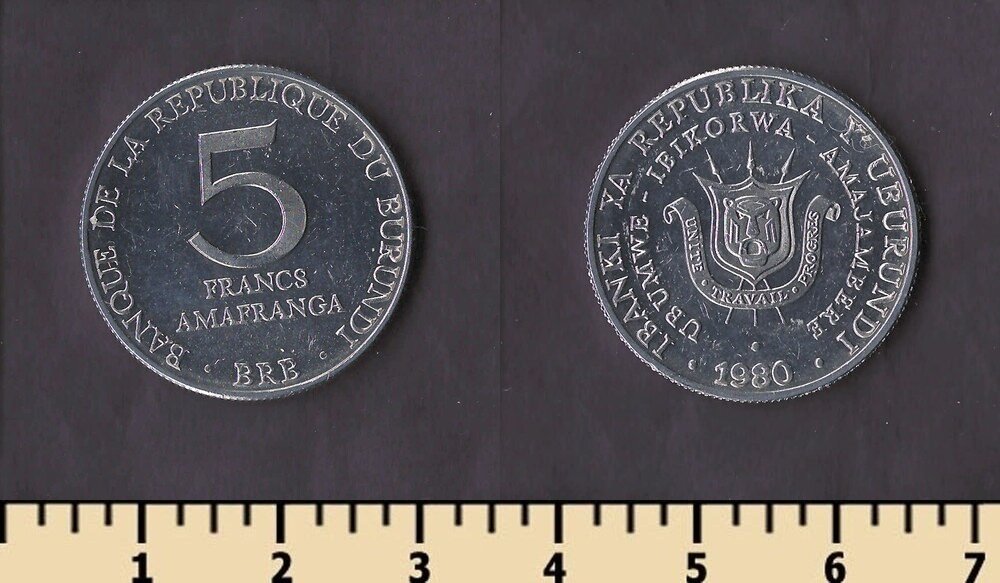 BANQUE DE LA REPUBLIQUE DU BURUNDI
5
FRANCS
AMAFRANGA
· BRB ·
IBANKI YA REPUBLIKA Y'UBURUNDI
UBUMWE - IBIKORWA - AMAJAMBERE
UNITE · TRAVAIL · PROGRES
· 1980 ·
1 2 3 4 5 6 7